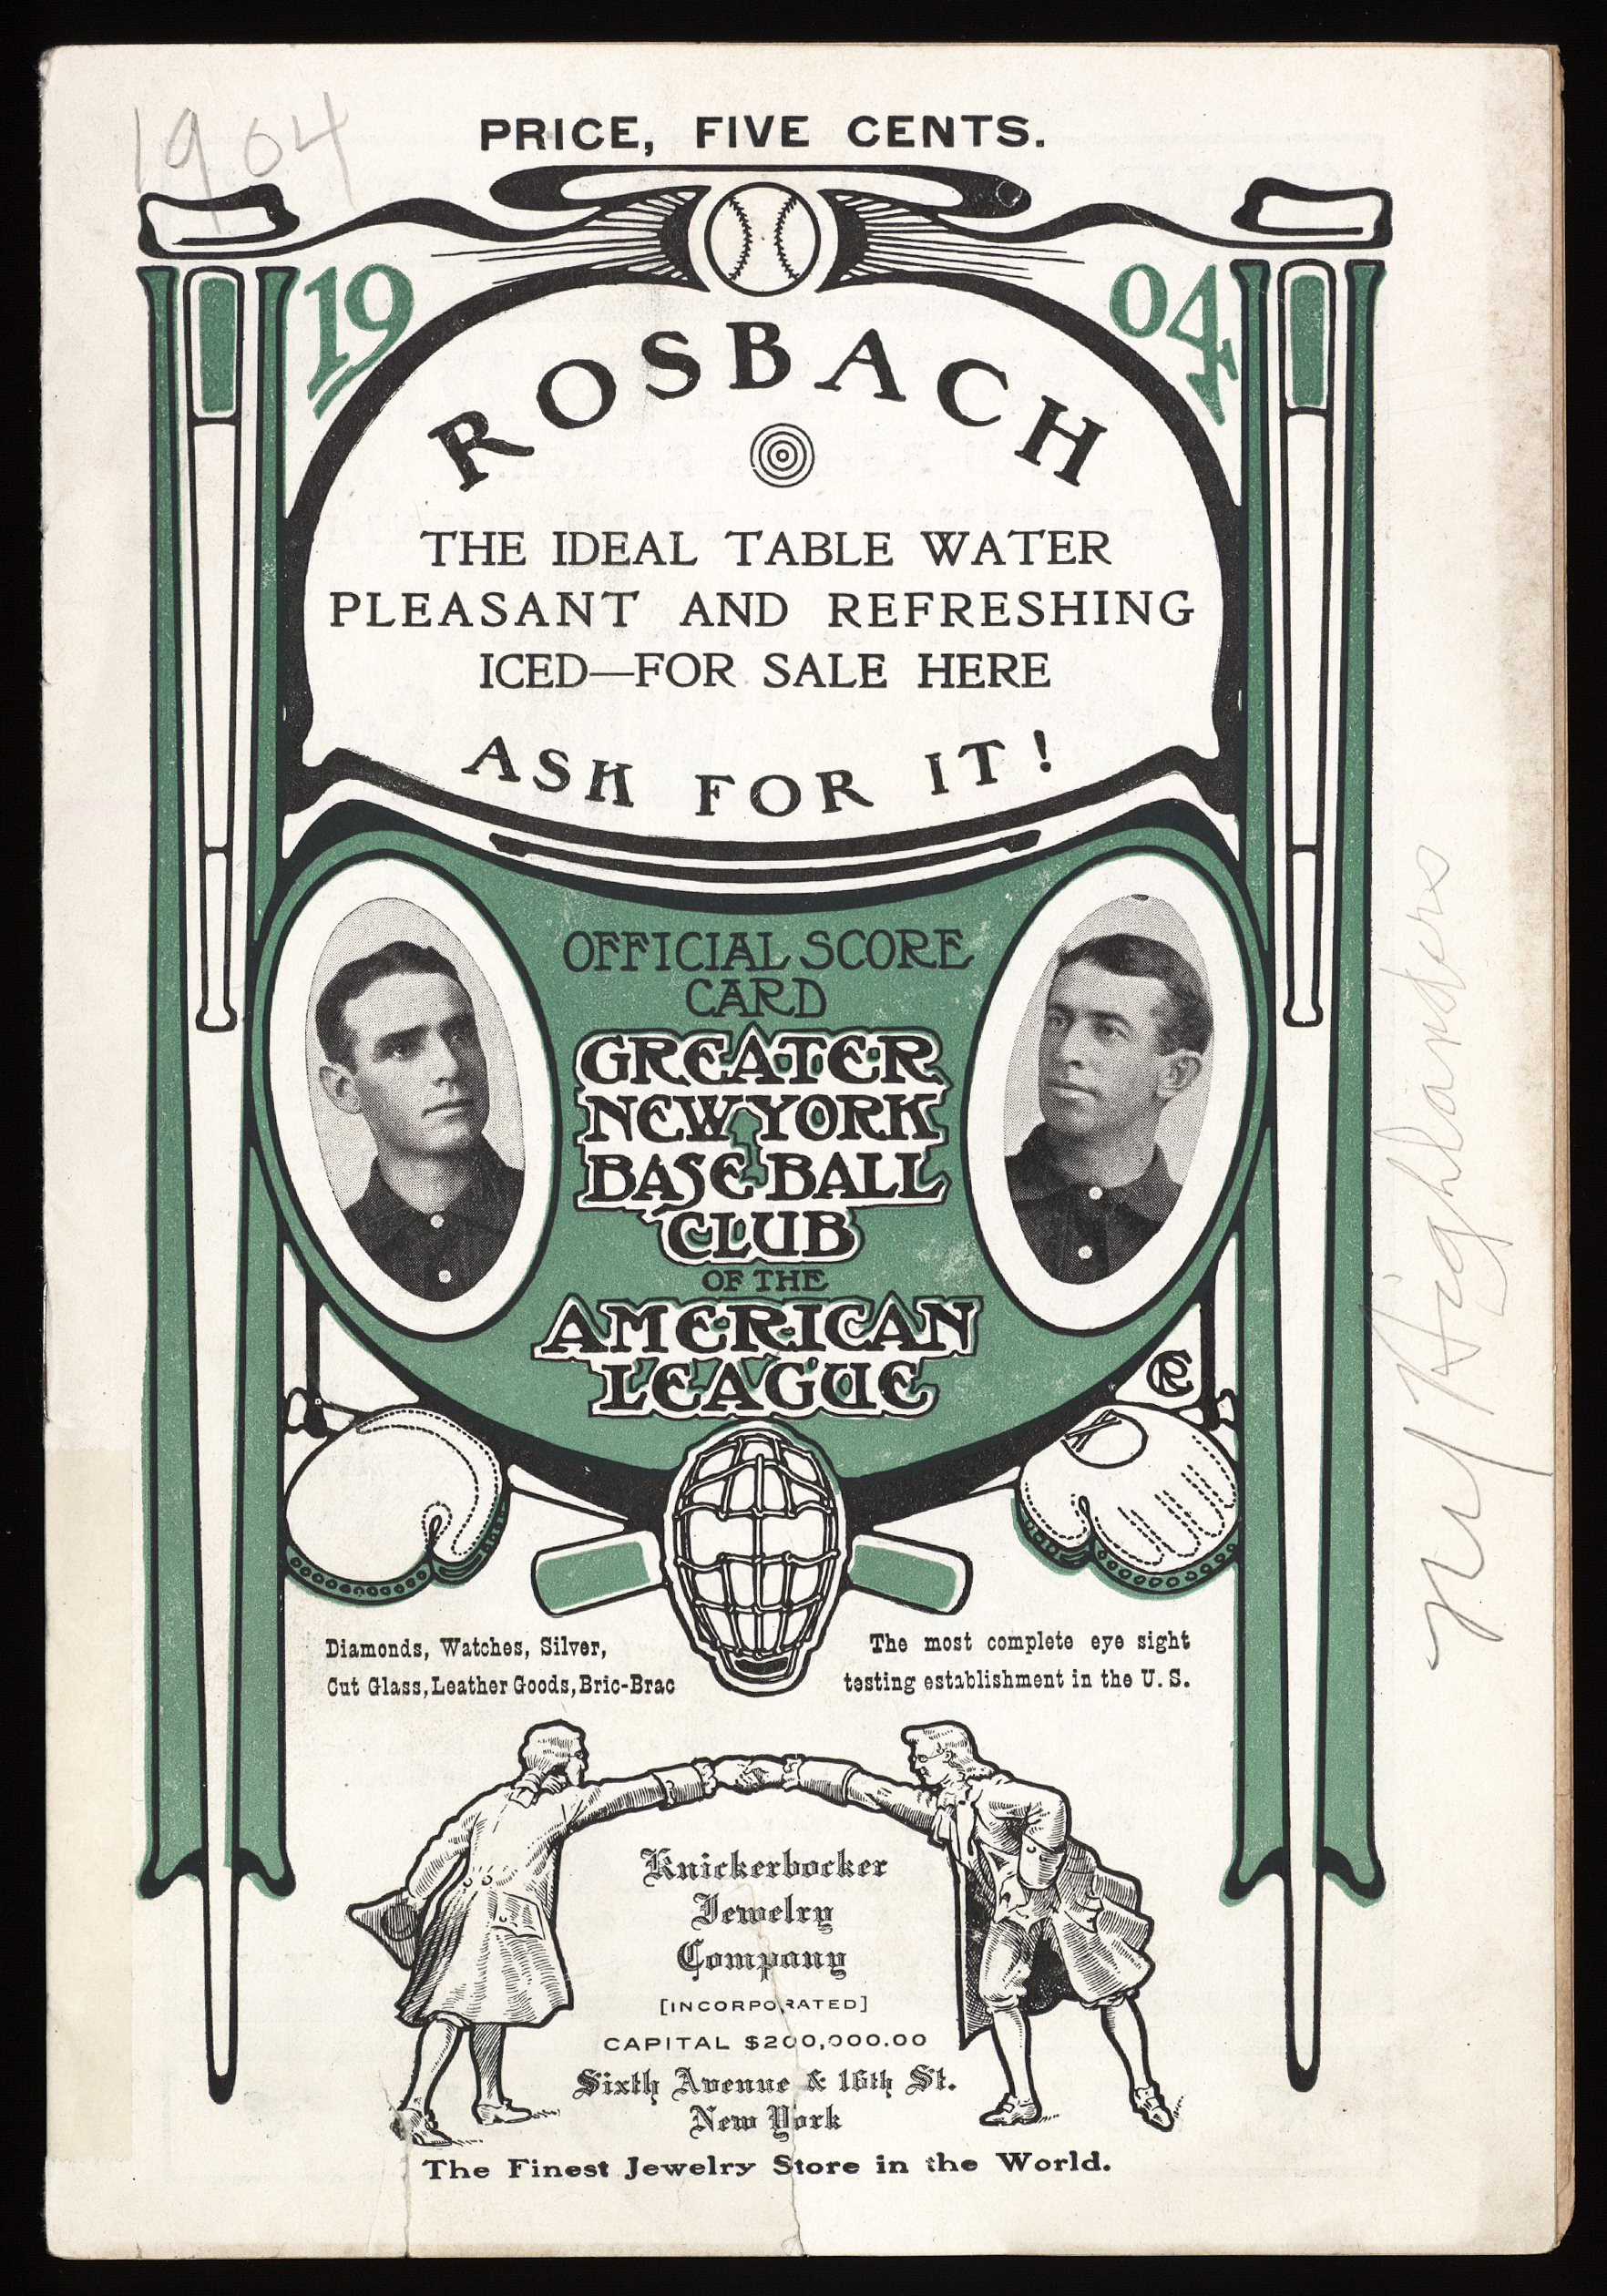 1904
PRICE, FIVE CENTS.
19 04
ROSBACH
THE IDEAL TABLE WATER
PLEASANT AND REFRESHING
ICED—FOR SALE HERE
ASK FOR IT!
OFFICIAL SCORE
CARD
GREATER
NEW YORK
BASE BALL
CLUB
OF THE
AMERICAN
LEAGUE
Diamonds, Watches, Silver,
Cut Glass, Leather Goods, Bric-Brac
The most complete eye sight
testing establishment in the U. S.
Knickerbocker
Jewelry
Company
[INCORPORATED]
CAPITAL $200,000.00
Sixth Avenue & 16th St.
New York
The Finest Jewelry Store in the World.
NY Highlanders